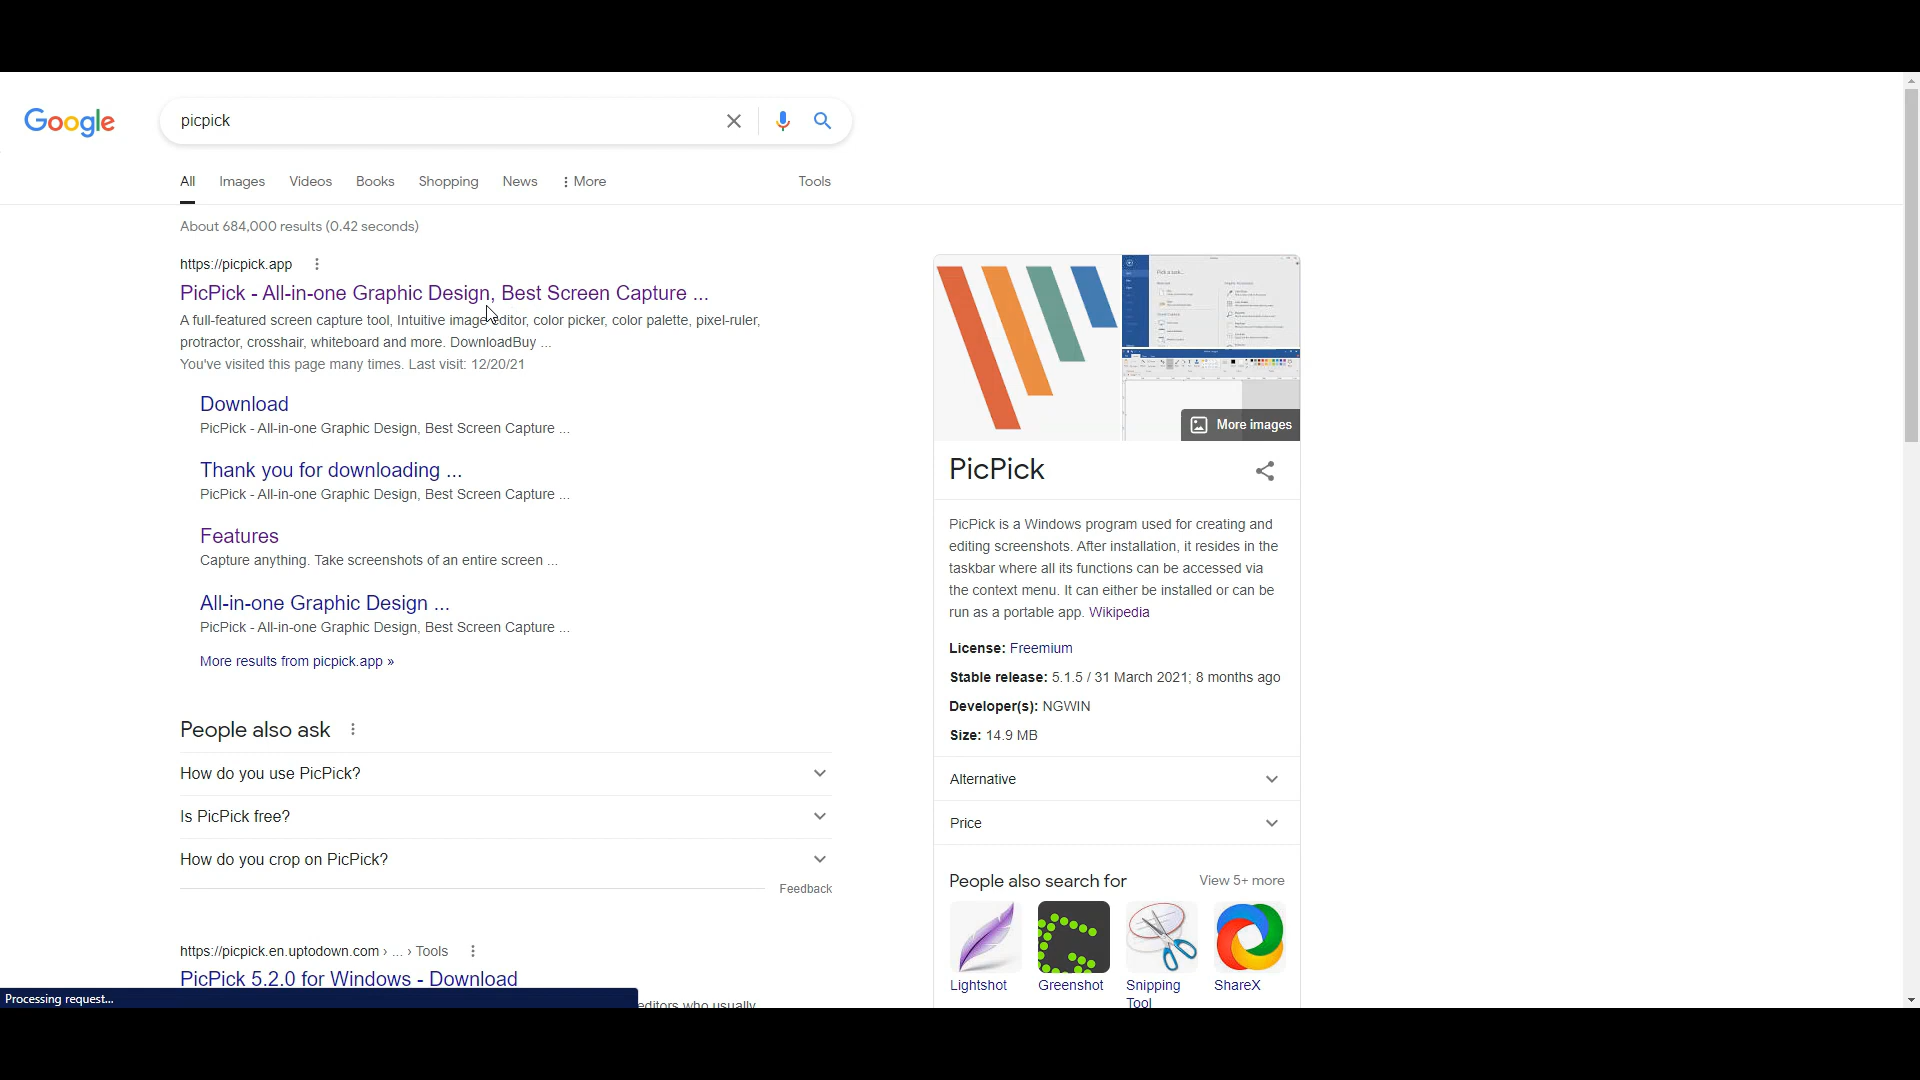 Google
picpick
All Images Videos Books Shopping News More Tools
About 684,000 results (0.42 seconds)
https://picpick.app
PicPick - All-in-one Graphic Design, Best Screen Capture ...
A full-featured screen capture tool, Intuitive image editor, color picker, color palette, pixel-ruler,
protractor, crosshair, whiteboard and more. DownloadBuy ...
You've visited this page many times. Last visit: 12/20/21
Download
PicPick - All-in-one Graphic Design, Best Screen Capture ...
Thank you for downloading ...
PicPick - All-in-one Graphic Design, Best Screen Capture ...
Features
Capture anything. Take screenshots of an entire screen ...
All-in-one Graphic Design ...
PicPick - All-in-one Graphic Design, Best Screen Capture ...
More results from picpick.app »
People also ask
How do you use PicPick?
Is PicPick free?
How do you crop on PicPick?
Feedback
https://picpick.en.uptodown.com › ... › Tools
PicPick 5.2.0 for Windows - Download
editors who usually
Processing request...
More images
PicPick
PicPick is a Windows program used for creating and
editing screenshots. After installation, it resides in the
taskbar where all its functions can be accessed via
the context menu. It can either be installed or can be
run as a portable app. Wikipedia
License: Freemium
Stable release: 5.1.5 / 31 March 2021; 8 months ago
Developer(s): NGWIN
Size: 14.9 MB
Alternative
Price
People also search for View 5+ more
Lightshot Greenshot Snipping ShareX
Tool